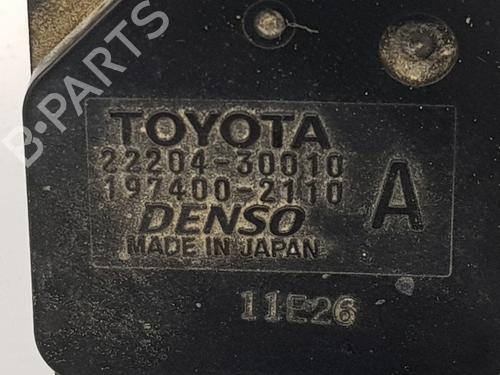 B-PARTS
TOYOTA
22204-30010
197400-2110
A
DENSO
MADE IN JAPAN
11E26